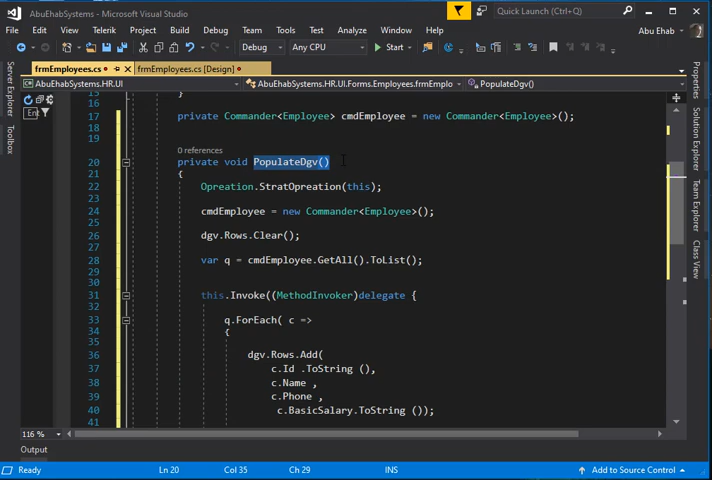 AbuEhabSystems - Microsoft Visual Studio
Quick Launch (Ctrl+Q)
File Edit View Telerik Project Build Debug Team Tools Test Analyze Window Help
Abu Ehab
Debug Any CPU Start
frmEmployees.cs frmEmployees.cs [Design]
AbuEhabSystems.HR.UI AbuEhabSystems.HR.UI.Forms.Employees.frmEmplo PopulateDgv()
Server Explorer
Toolbox
Ent
Properties
Solution Explorer
Team Explorer
Class View
15 }
16
17 private Commander<Employee> cmdEmployee = new Commander<Employee>();
18
19
0 references
20 private void PopulateDgv()
21 {
22 Opreation.StratOpreation(this);
23
24 cmdEmployee = new Commander<Employee>();
25
26 dgv.Rows.Clear();
27
28 var q = cmdEmployee.GetAll().ToList();
29
30
31 this.Invoke((MethodInvoker)delegate {
32
33 q.ForEach( c =>
34 {
35
36 dgv.Rows.Add(
37 c.Id .ToString (),
38 c.Name ,
39 c.Phone ,
40 c.BasicSalary.ToString ());
41
116 %
Output
Ready Ln 20 Col 35 Ch 29 INS Add to Source Control